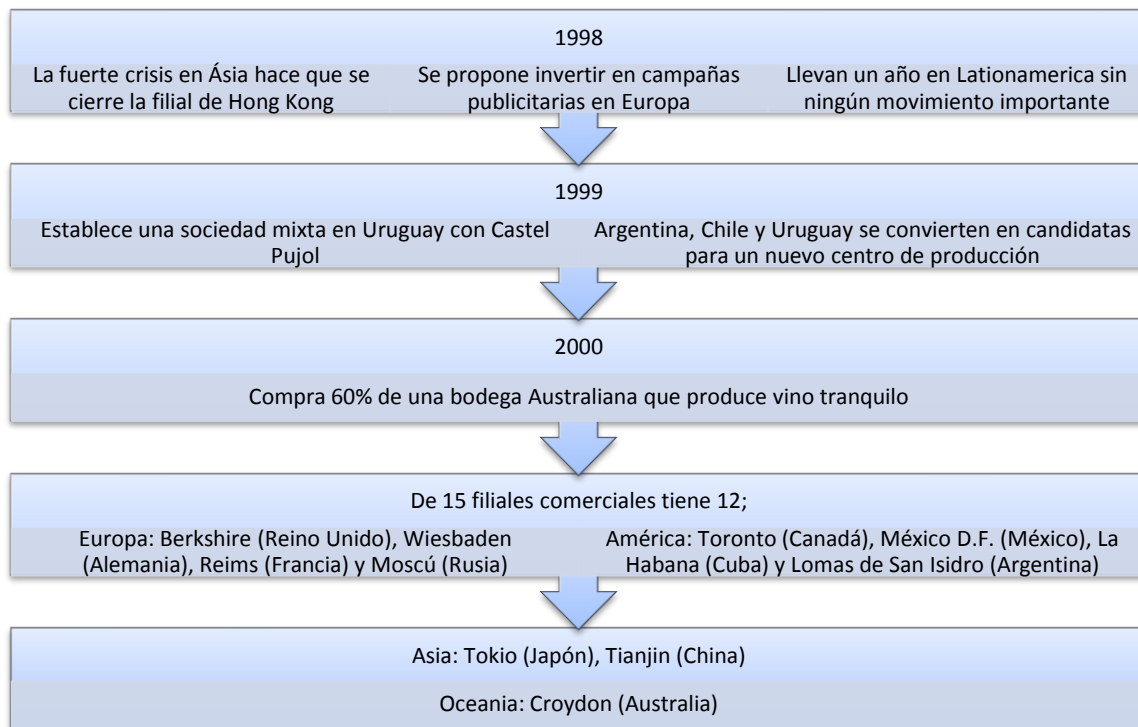 1998
La fuerte crisis en Ásia hace que se
cierre la filial de Hong Kong
Se propone invertir en campañas
publicitarias en Europa
Llevan un año en Lationamerica sin
ningún movimiento importante
1999
Establece una sociedad mixta en Uruguay con Castel
Pujol
Argentina, Chile y Uruguay se convierten en candidatas
para un nuevo centro de producción
2000
Compra 60% de una bodega Australiana que produce vino tranquilo
De 15 filiales comerciales tiene 12;
Europa: Berkshire (Reino Unido), Wiesbaden
(Alemania), Reims (Francia) y Moscú (Rusia)
América: Toronto (Canadá), México D.F. (México), La
Habana (Cuba) y Lomas de San Isidro (Argentina)
Asia: Tokio (Japón), Tianjin (China)
Oceania: Croydon (Australia)